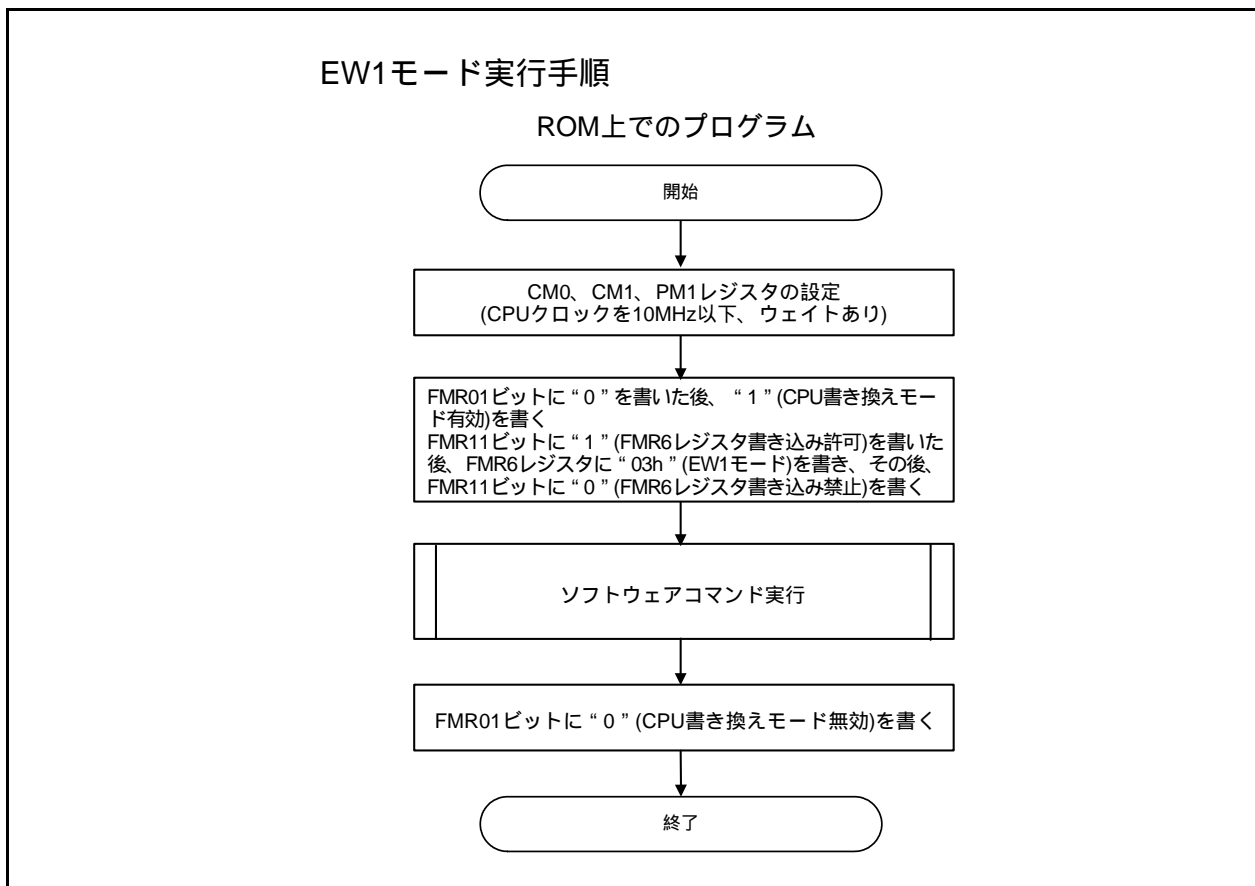 EW1モード実行手順
ROM上でのプログラム
開始
CM0、CM1、PM1レジスタの設定
(CPUクロックを10MHz以下、ウェイトあり)
FMR01ビットに“0”を書いた後、“1”(CPU書き換えモー
ド有効)を書く
FMR11ビットに“1”(FMR6レジスタ書き込み許可)を書いた
後、FMR6レジスタに“03h”(EW1モード)を書き、その後、
FMR11ビットに“0”(FMR6レジスタ書き込み禁止)を書く
ソフトウェアコマンド実行
FMR01ビットに“0”(CPU書き換えモード無効)を書く
終了